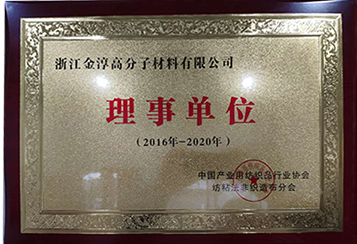 浙江金淳高分子材料有限公司
理事单位
（2016年-2020年）
中国产业用纺织品行业协会
纺粘法非织造布分会